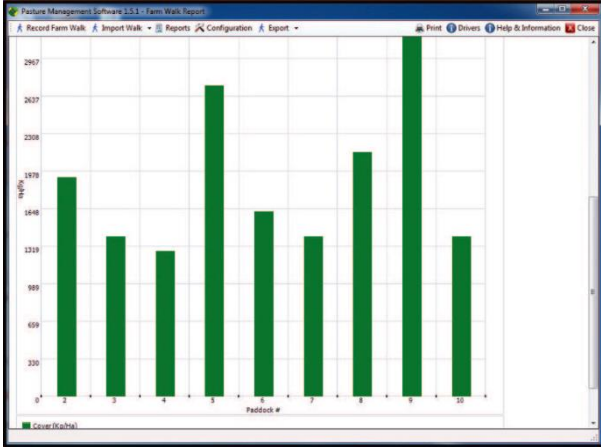 Pasture Management Software 1.5.1 - Farm Walk Report
Record Farm Walk Import Walk Reports Configuration Export Print Drivers Help & Information Close
2967
2637
2308
1978
1648
1319
989
659
330
0
Kg/Ha
2 3 4 5 6 7 8 9 10
Paddock #
Cover(Kg/Ha)